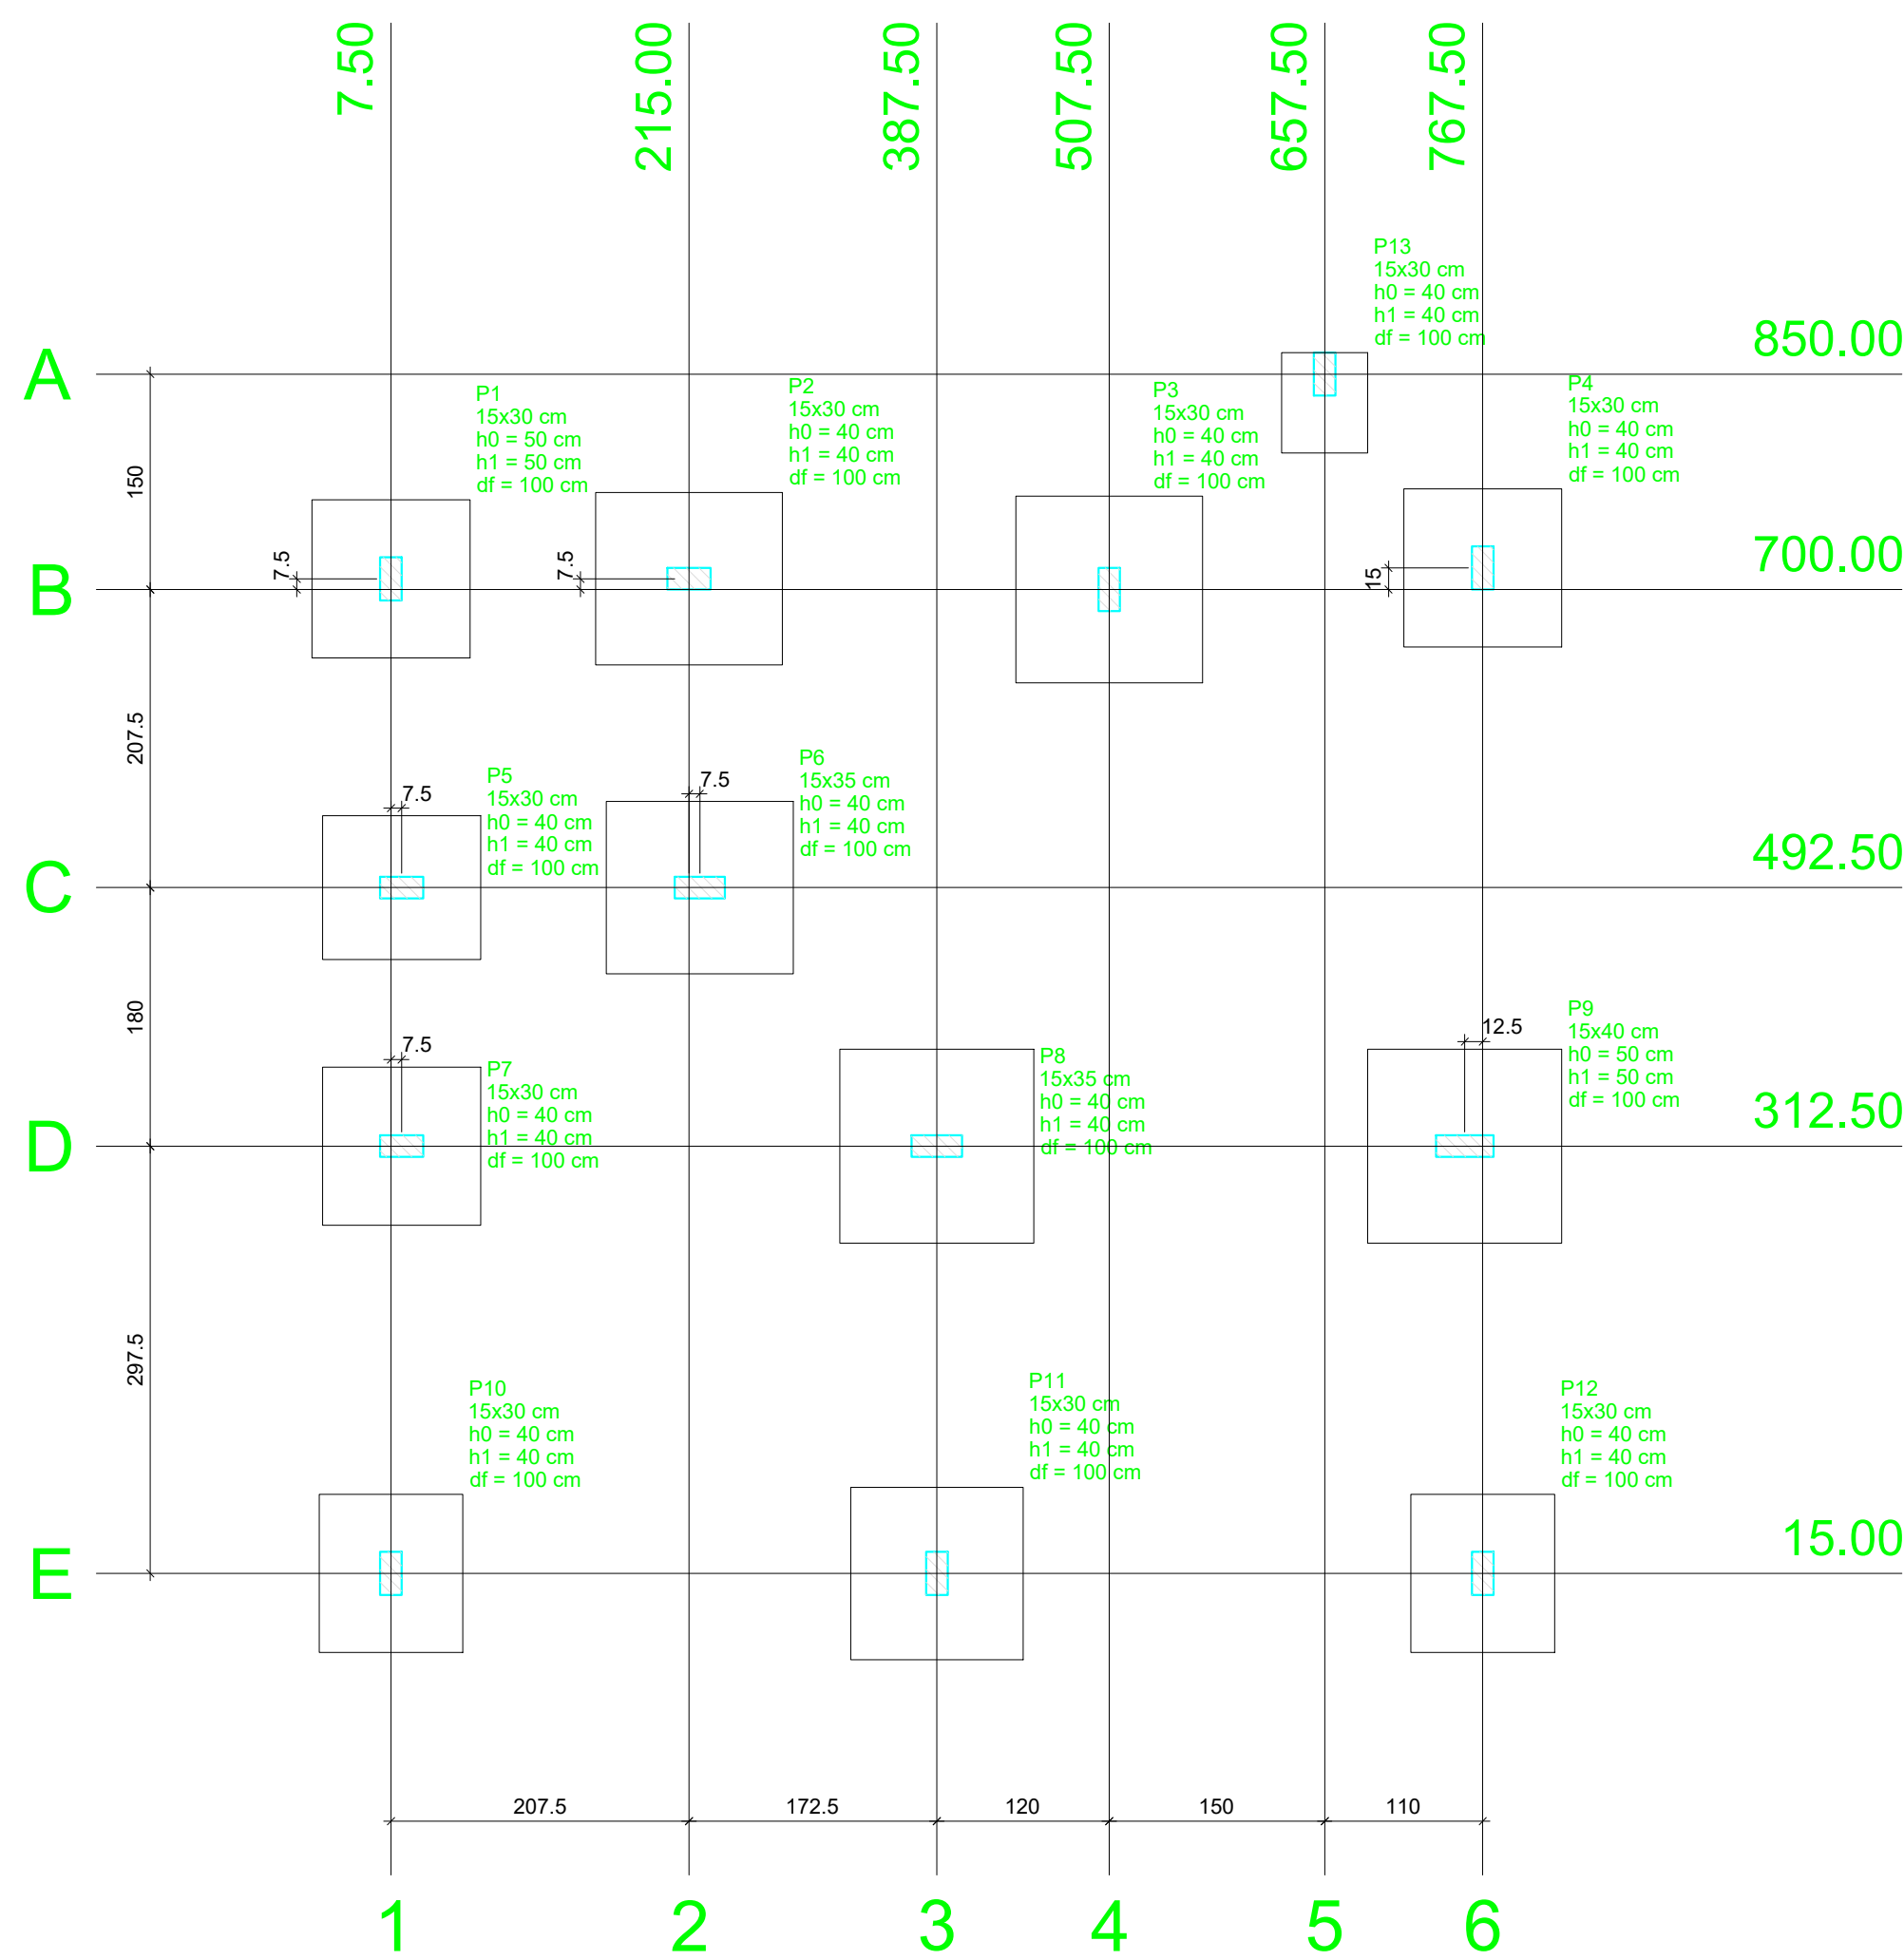 7.50
215.00
387.50
507.50
657.50
767.50
P13
15x30 cm
h0 = 40 cm
h1 = 40 cm
df = 100 cm
A
850.00
P1
15x30 cm
h0 = 50 cm
h1 = 50 cm
df = 100 cm
P2
15x30 cm
h0 = 40 cm
h1 = 40 cm
df = 100 cm
P3
15x30 cm
h0 = 40 cm
h1 = 40 cm
df = 100 cm
P4
15x30 cm
h0 = 40 cm
h1 = 40 cm
df = 100 cm
150
7.5
7.5
15
B
700.00
207.5
P5
15x30 cm
h0 = 40 cm
h1 = 40 cm
df = 100 cm
7.5
P6
15x35 cm
h0 = 40 cm
h1 = 40 cm
df = 100 cm
7.5
C
492.50
180
7.5
P7
15x30 cm
h0 = 40 cm
h1 = 40 cm
df = 100 cm
P8
15x35 cm
h0 = 40 cm
h1 = 40 cm
df = 100 cm
12.5
P9
15x40 cm
h0 = 50 cm
h1 = 50 cm
df = 100 cm
D
312.50
297.5
P10
15x30 cm
h0 = 40 cm
h1 = 40 cm
df = 100 cm
P11
15x30 cm
h0 = 40 cm
h1 = 40 cm
df = 100 cm
P12
15x30 cm
h0 = 40 cm
h1 = 40 cm
df = 100 cm
E
15.00
207.5
172.5
120
150
110
1
2
3
4
5
6